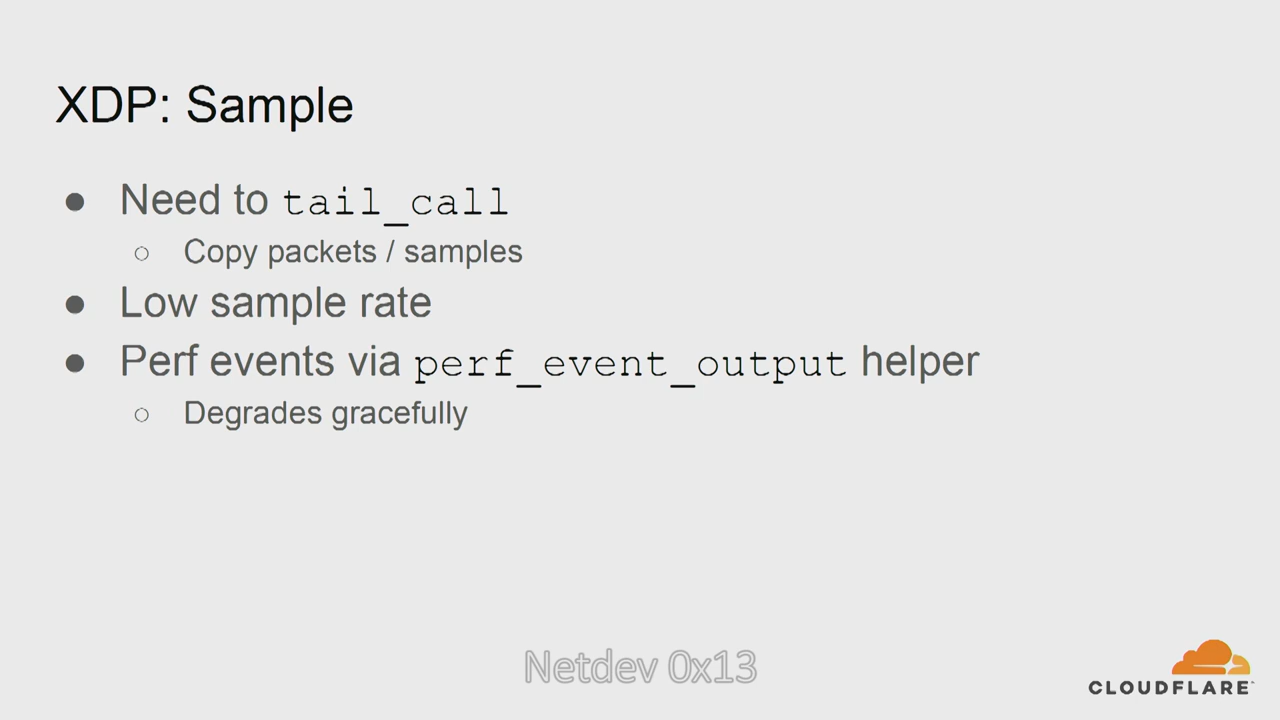 XDP: Sample
● Need to tail_call
○ Copy packets / samples
● Low sample rate
● Perf events via perf_event_output helper
○ Degrades gracefully
Netdev 0x13
CLOUDFLARE